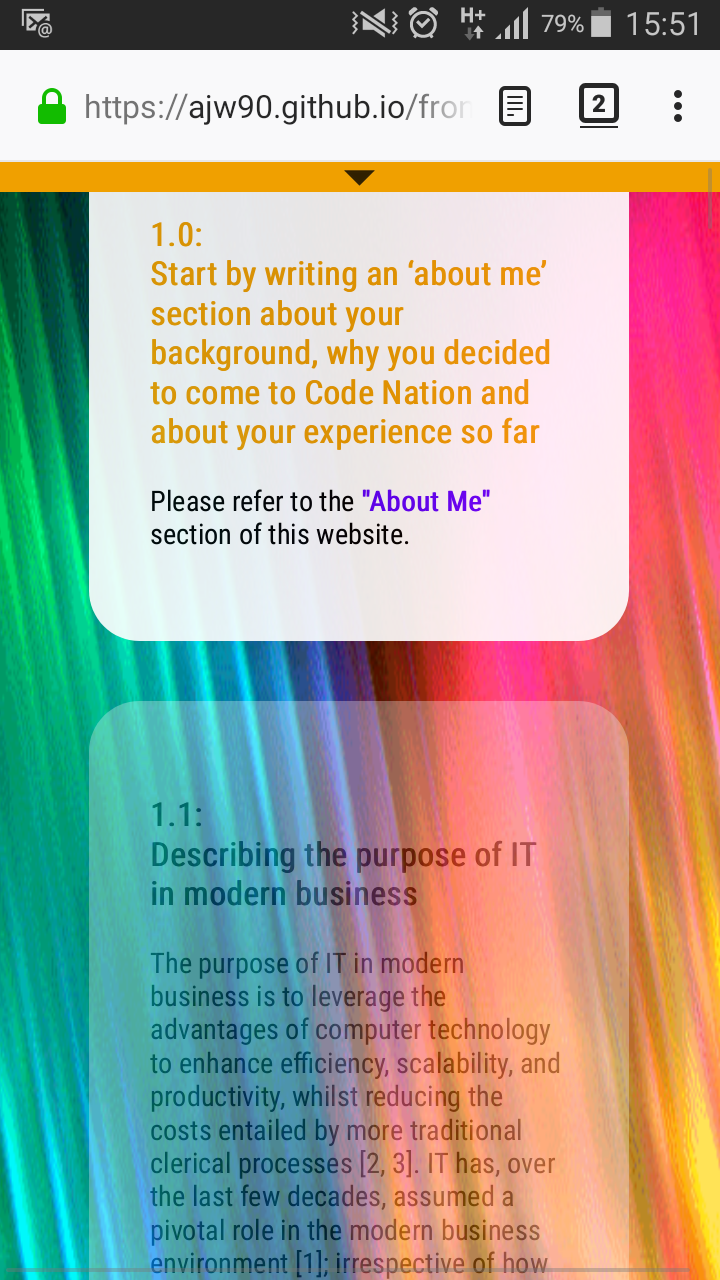 H+ 79% 15:51
https://ajw90.github.io/fron 2
1.0:
Start by writing an ‘about me’
section about your
background, why you decided
to come to Code Nation and
about your experience so far
Please refer to the "About Me"
section of this website.
1.1:
Describing the purpose of IT
in modern business
The purpose of IT in modern
business is to leverage the
advantages of computer technology
to enhance efficiency, scalability, and
productivity, whilst reducing the
costs entailed by more traditional
clerical processes [2, 3]. IT has, over
the last few decades, assumed a
pivotal role in the modern business
environment [1]; irrespective of how